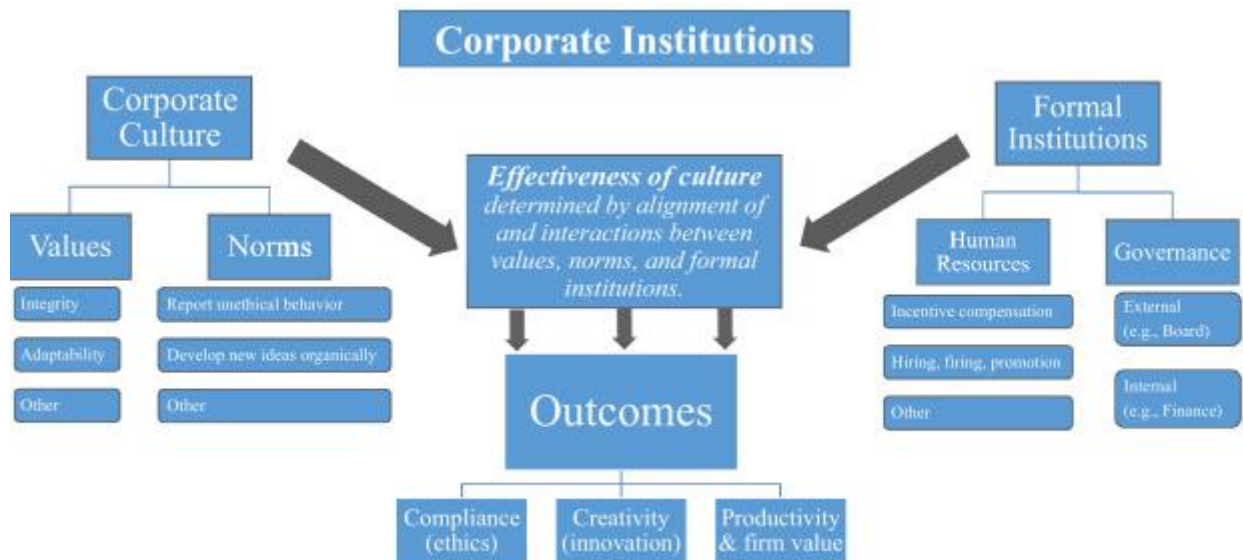 Corporate Institutions
Corporate
Culture
Values
Norms
Integrity
Adaptability
Other
Report unethical behavior
Develop new ideas organically
Other
Effectiveness of culture
determined by alignment of
and interactions between
values, norms, and formal
institutions.
Formal
Institutions
Human
Resources
Governance
Incentive compensation
Hiring, firing, promotion
Other
External
(e.g., Board)
Internal
(e.g., Finance)
Outcomes
Compliance
(ethics)
Creativity
(innovation)
Productivity
& firm value